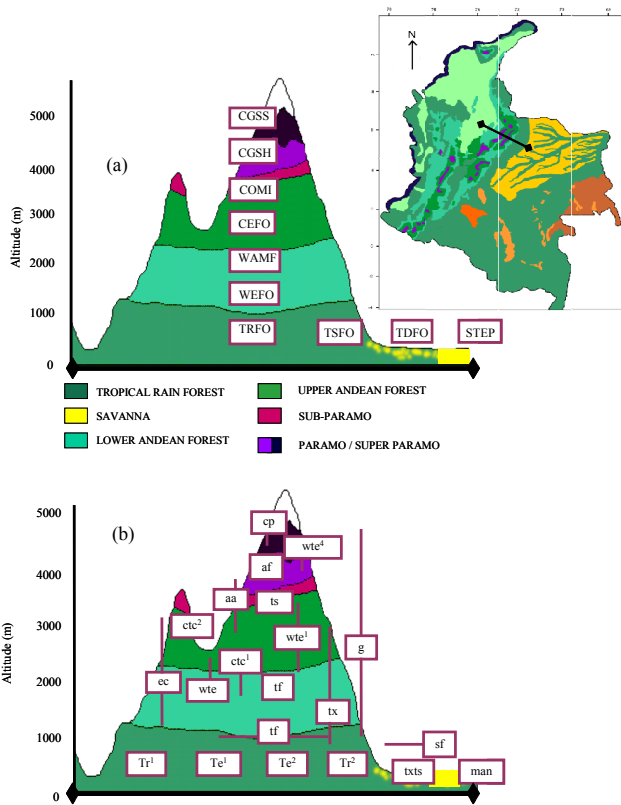 (a)
Altitude (m)
5000
4000
3000
2000
1000
0
CGSS
CGSH
COMI
CEFO
WAMF
WEFO
TRFO
TSFO
TDFO
STEP
N
TROPICAL RAIN FOREST
UPPER ANDEAN FOREST
SAVANNA
SUB-PARAMO
LOWER ANDEAN FOREST
PARAMO / SUPER PARAMO
(b)
Altitude (m)
5000
4000
3000
2000
1000
0
cp
wte⁴
af
aa
ts
ctc²
wte¹
g
ctc¹
ec
wte
tf
tx
tf
sf
Tr¹
Te¹
Te²
Tr²
txts
man